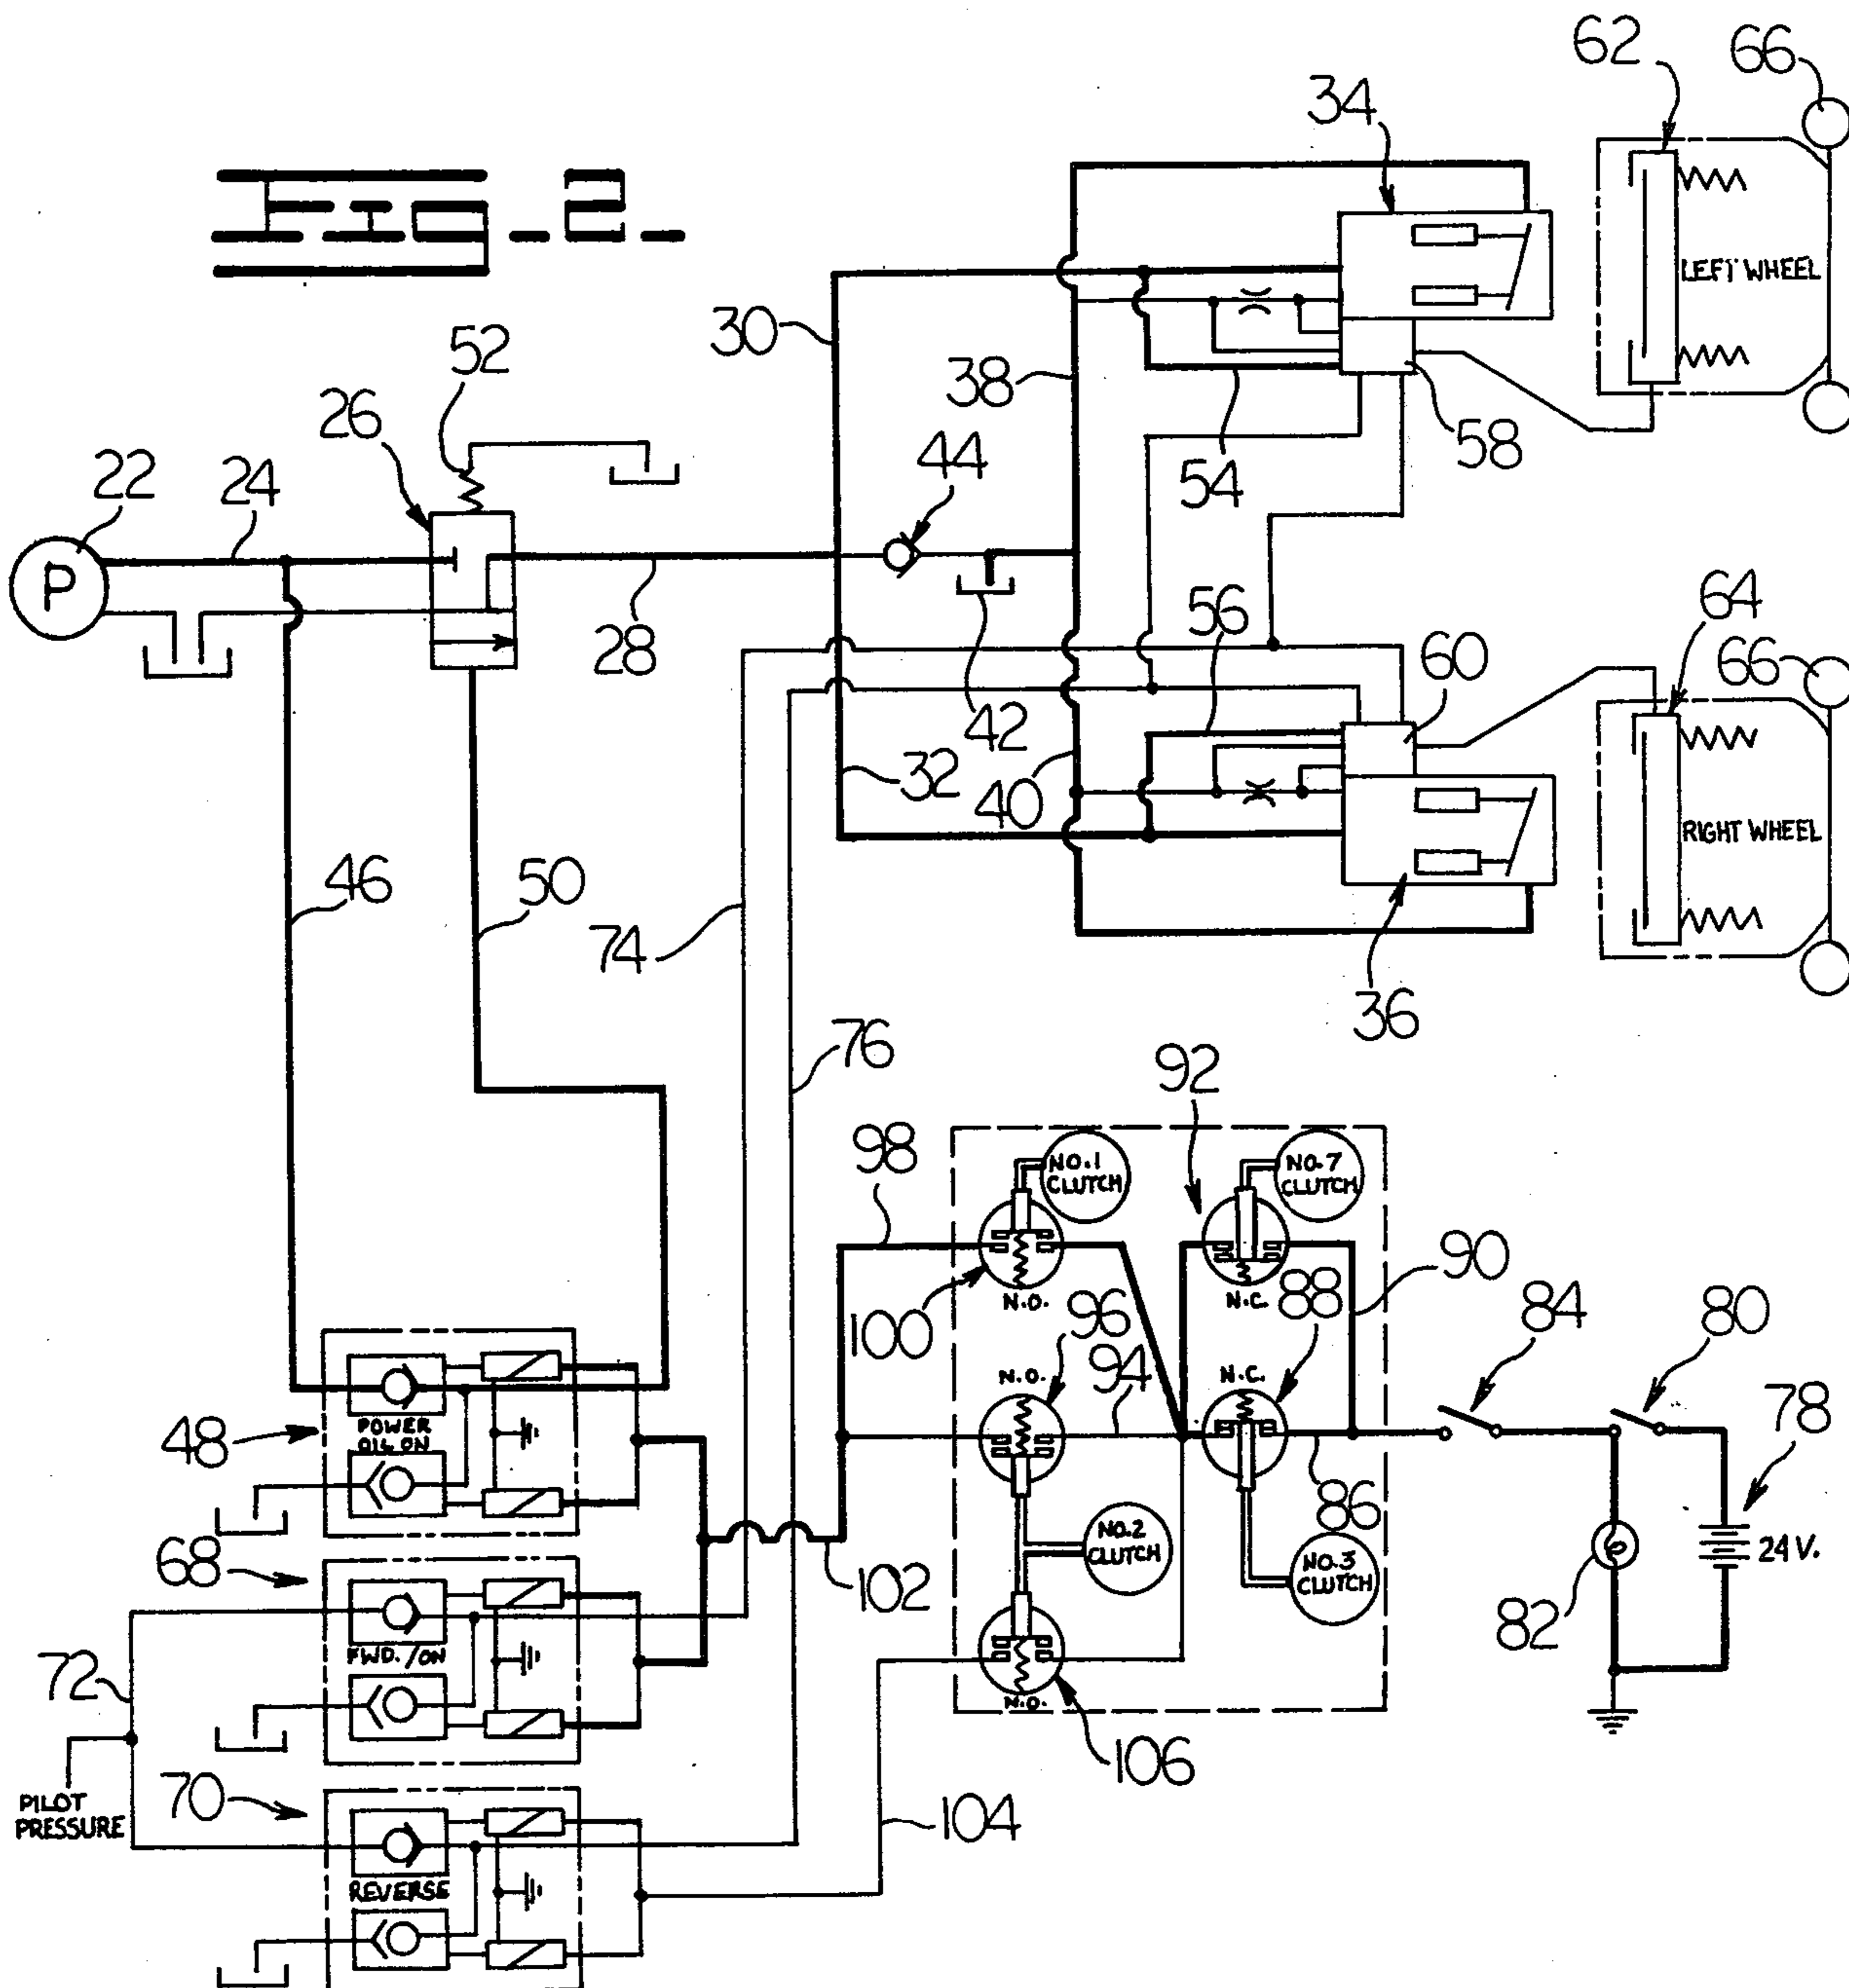 FIG-2-
62
66
34
LEFT WHEEL
30
38
52
26
44
54
58
22
24
P
28
28
42
56
60
64
66
32
40
RIGHT WHEEL
46
50
74
36
76
92
98
NO.1 CLUTCH
NO.7 CLUTCH
90
100
N.O.
N.C.
88
84
80
96
N.O.
94
N.C.
78
48
POWER OIL ON
86
24 V.
NO.2 CLUTCH
NO.3 CLUTCH
68
102
82
FWD./ON
72
N.O.
106
70
PILOT PRESSURE
104
REVERSE